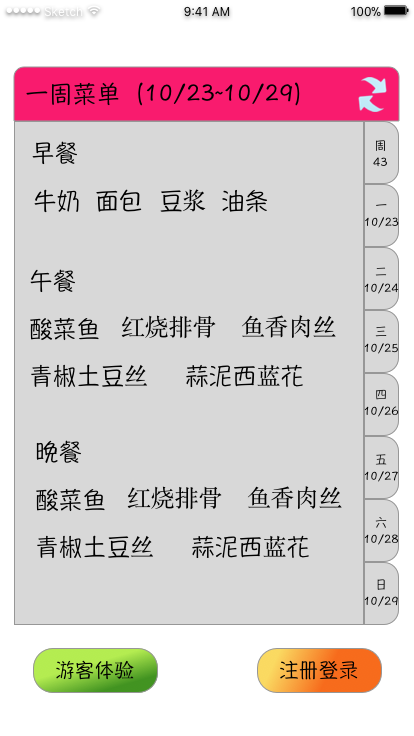 Sketch 9:41 AM 100%
一周菜单（10/23~10/29）
早餐
牛奶 面包 豆浆 油条
午餐
酸菜鱼 红烧排骨 鱼香肉丝
青椒土豆丝 蒜泥西蓝花
晚餐
酸菜鱼 红烧排骨 鱼香肉丝
青椒土豆丝 蒜泥西蓝花
周
43
一
10/23
二
10/24
三
10/25
四
10/26
五
10/27
六
10/28
日
10/29
游客体验 注册登录